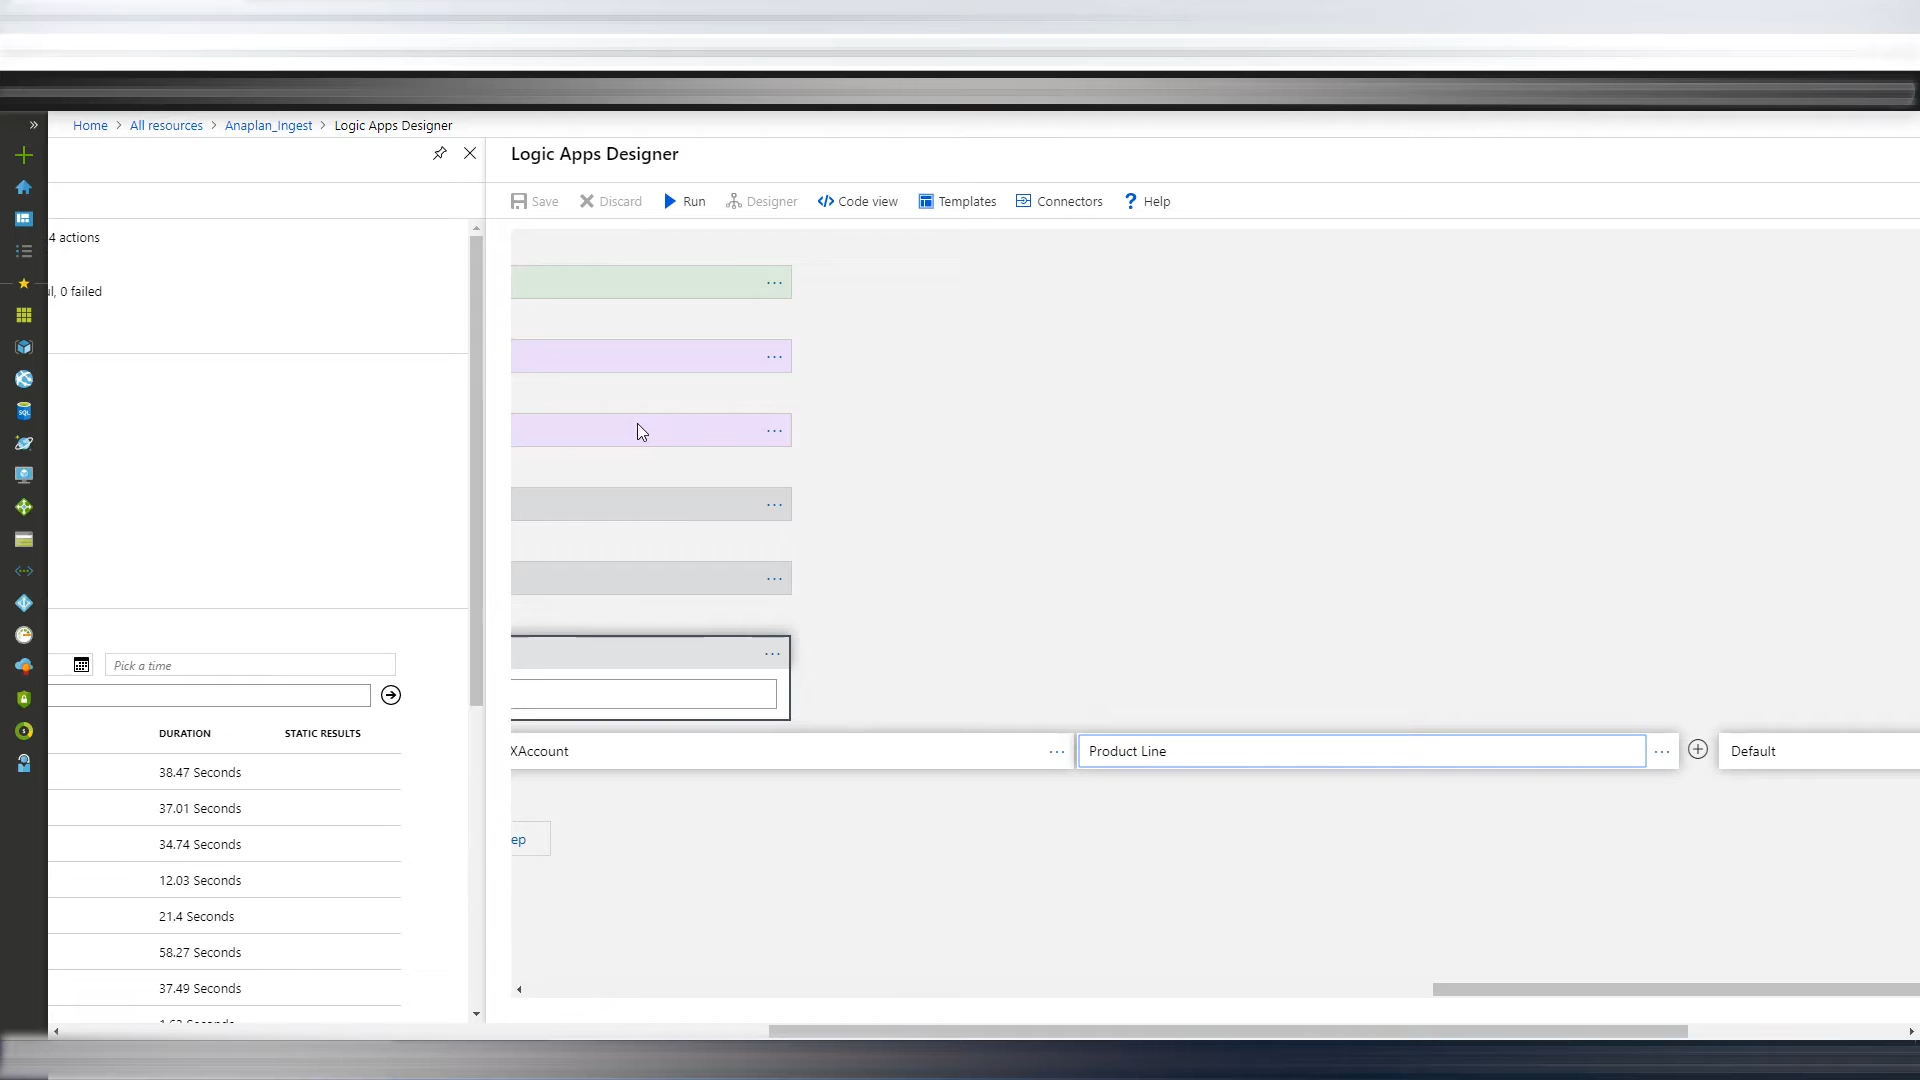 Home > All resources > Anaplan_Ingest > Logic Apps Designer
Logic Apps Designer
Save Discard Run Designer Code view Templates Connectors Help
4 actions
0 failed
Pick a time
DURATION STATIC RESULTS
38.47 Seconds
37.01 Seconds
34.74 Seconds
12.03 Seconds
21.4 Seconds
58.27 Seconds
37.49 Seconds
XAccount
Product Line
Default
ep
SQL